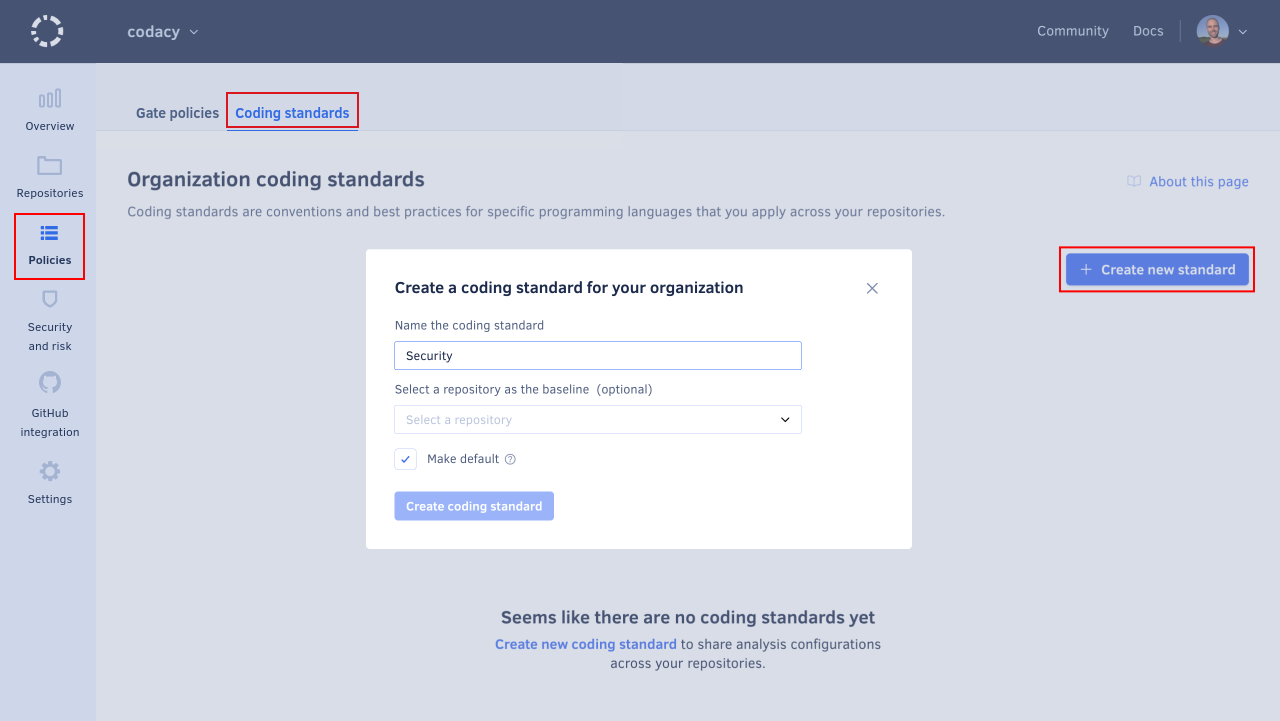 codacy
Community
Docs
Overview
Repositories
Policies
Security
and risk
GitHub
integration
Settings
Gate policies
Coding standards
Organization coding standards
About this page
Coding standards are conventions and best practices for specific programming languages that you apply across your repositories.
Create new standard
Create a coding standard for your organization
Name the coding standard
Security
Select a repository as the baseline (optional)
Select a repository
Make default
Create coding standard
Seems like there are no coding standards yet
Create new coding standard to share analysis configurations
across your repositories.